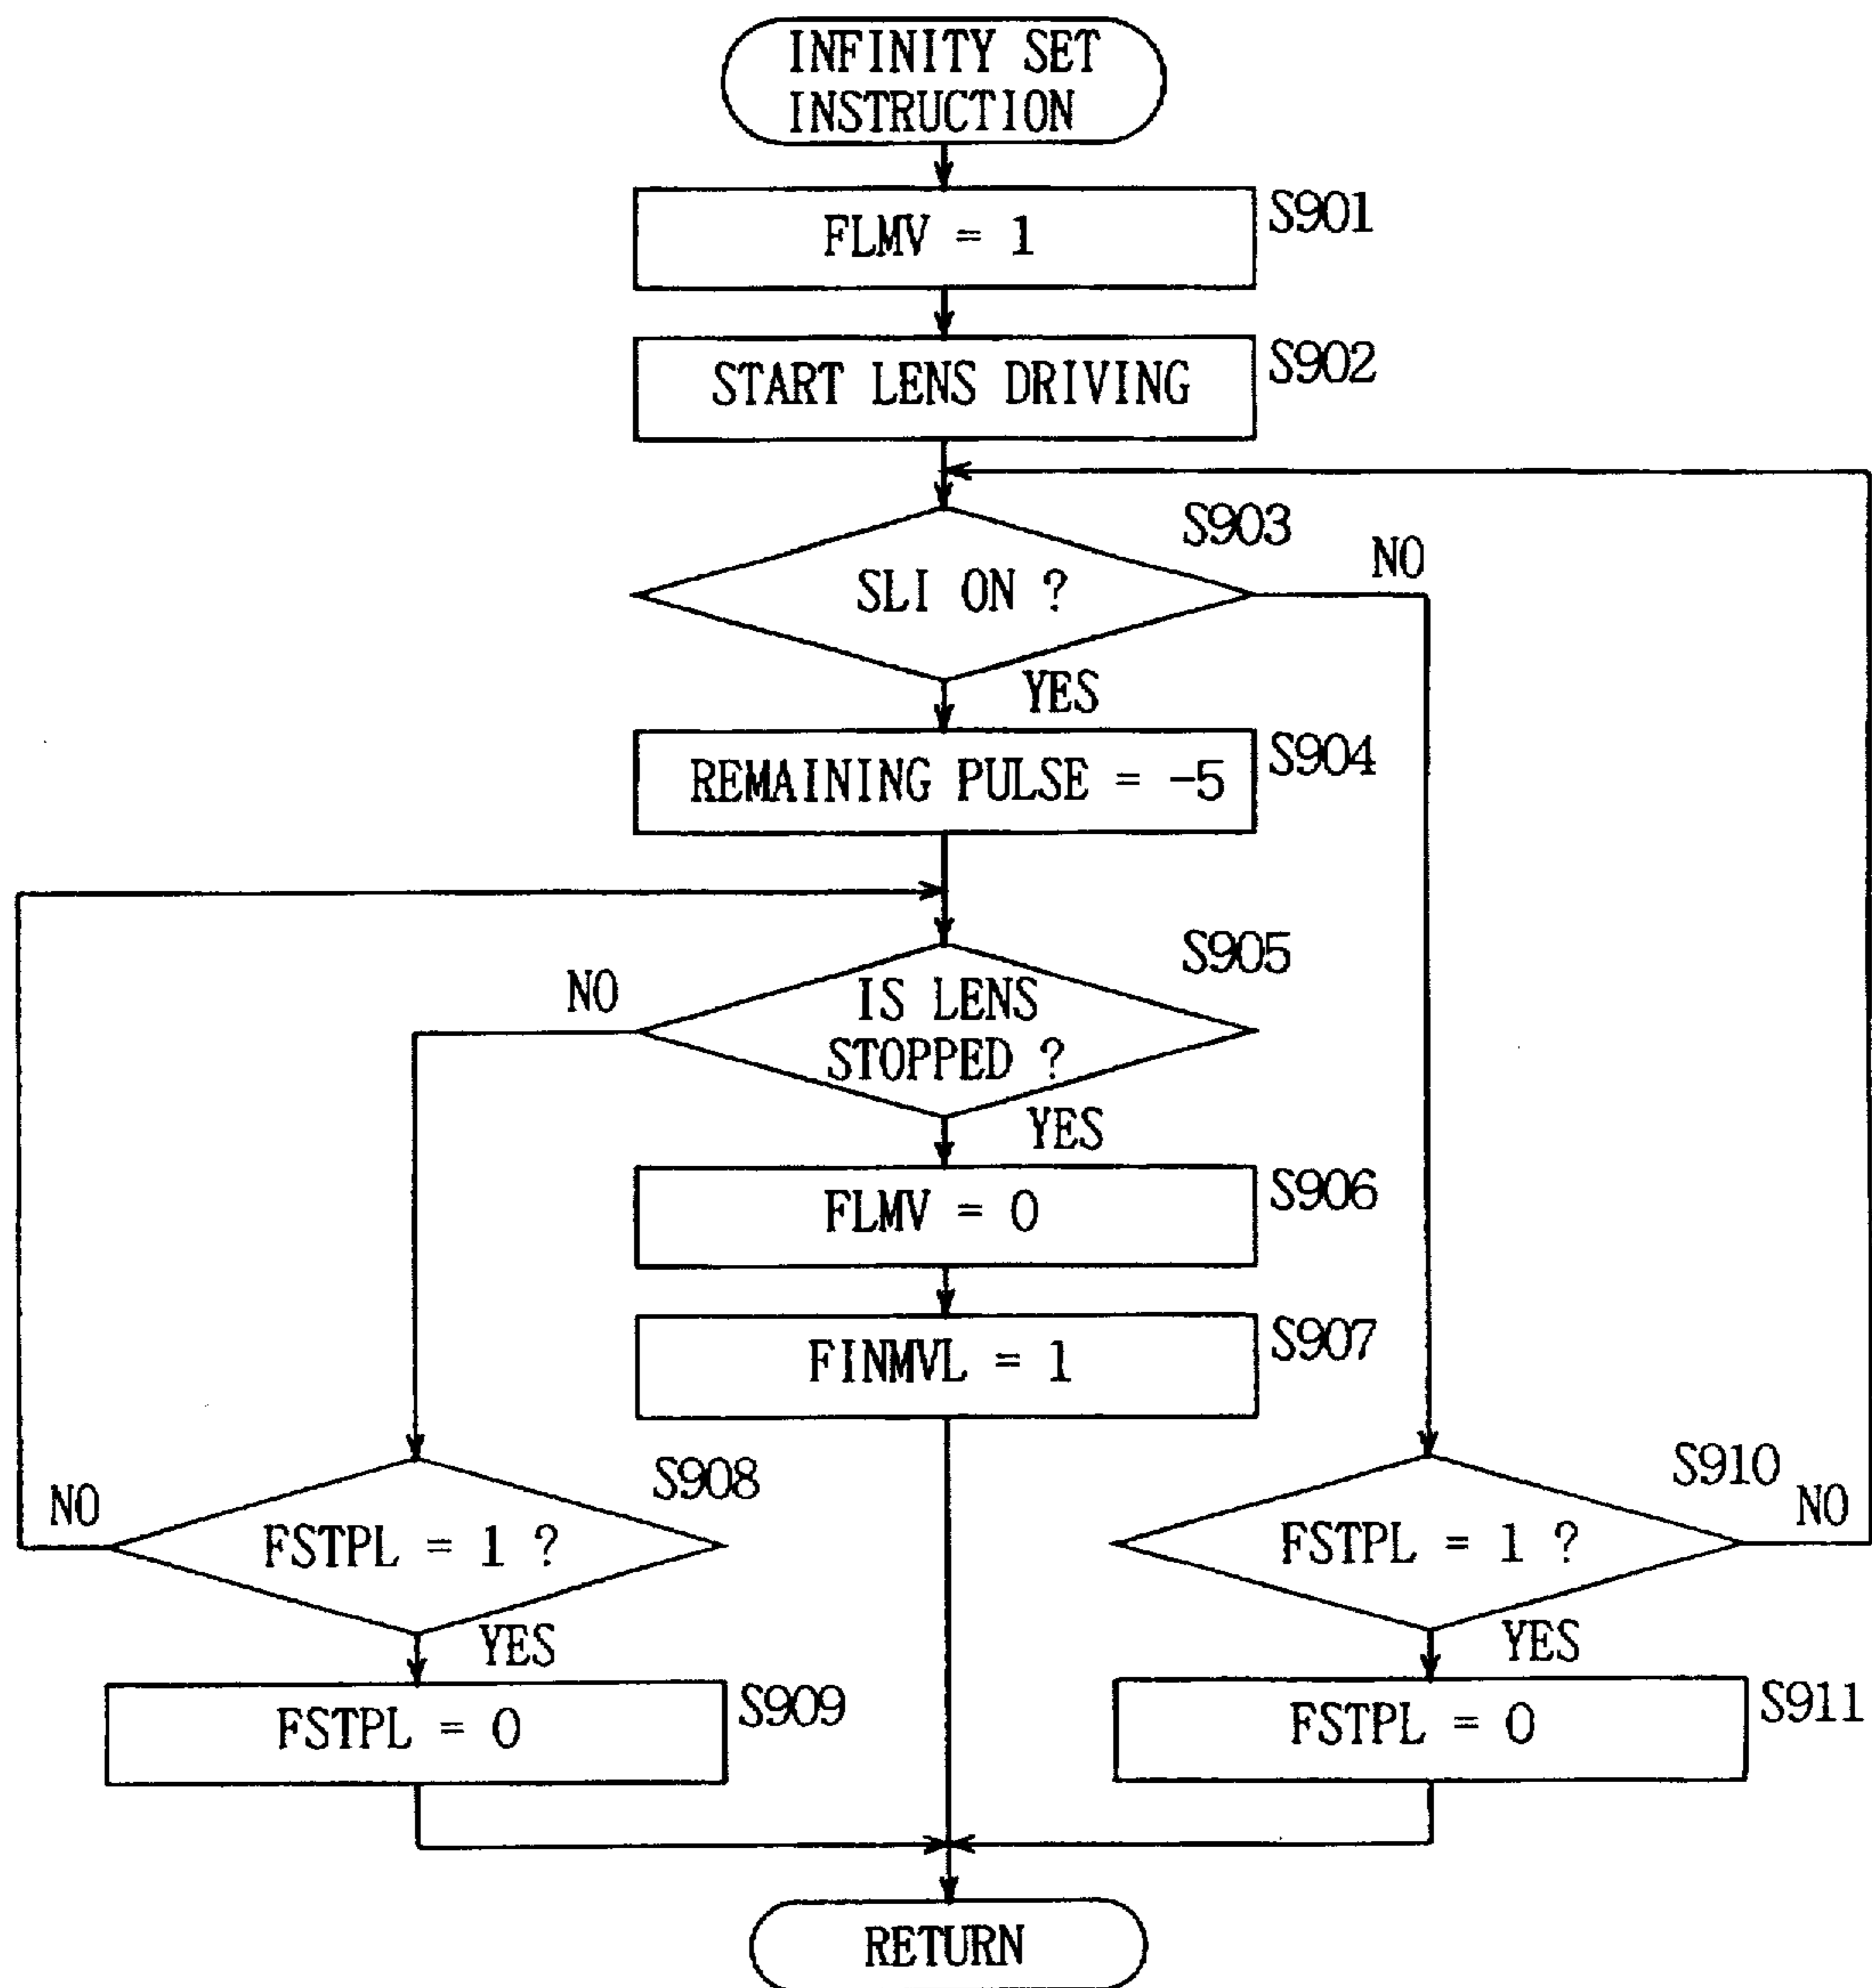 INFINITY SET
INSTRUCTION
FLMV = 1
S901
START LENS DRIVING
S902
S903
SLI ON ?
NO
YES
REMAINING PULSE = -5
S904
S905
NO
IS LENS
STOPPED ?
YES
FLMV = 0
S906
FINMVL = 1
S907
S908
NO
FSTPL = 1 ?
YES
FSTPL = 0
S909
S910
FSTPL = 1 ?
NO
YES
FSTPL = 0
S911
RETURN